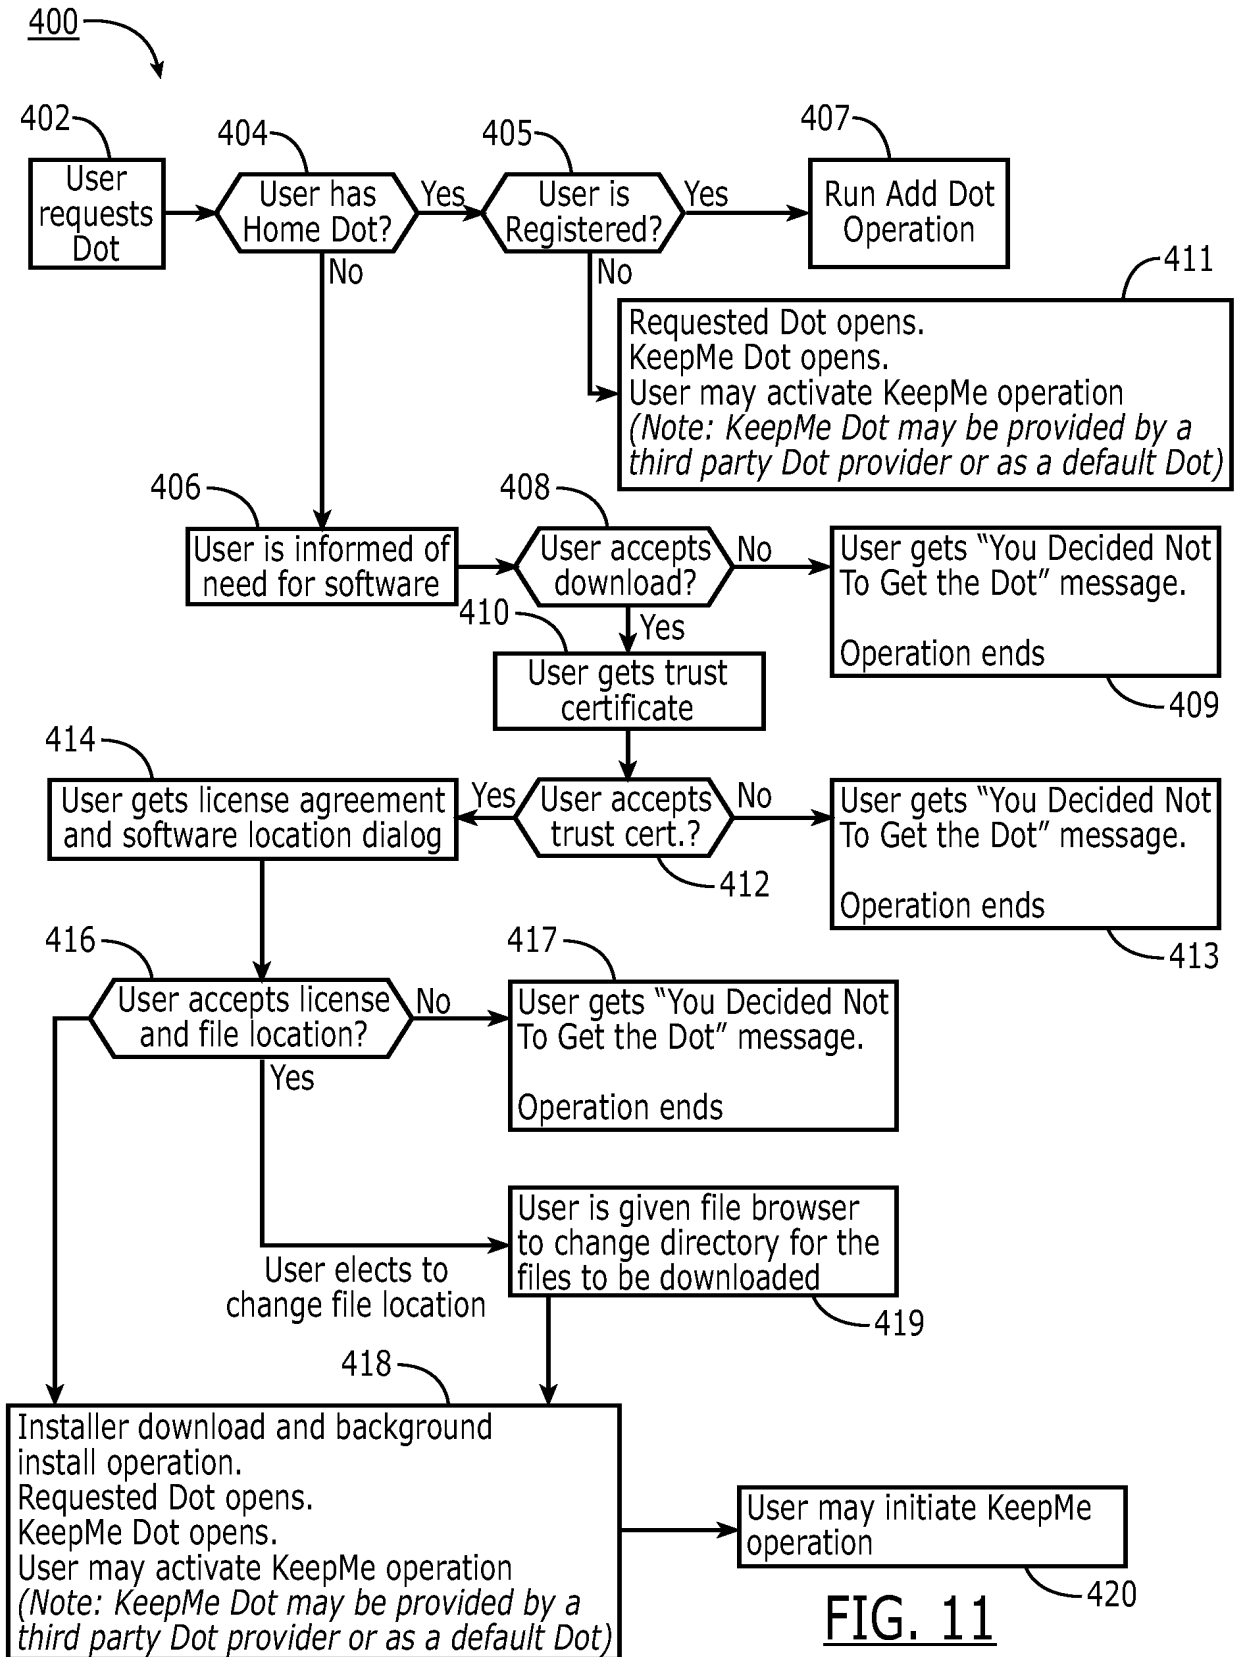 400
402
404
405
407
User
requests
Dot
User has
Home Dot?
Yes
User is
Registered?
Yes
Run Add Dot
Operation
No
No
411
Requested Dot opens.
KeepMe Dot opens.
User may activate KeepMe operation
(Note: KeepMe Dot may be provided by a
third party Dot provider or as a default Dot)
406
408
User is informed of
need for software
User accepts
download?
No
User gets “You Decided Not
To Get the Dot” message.
Operation ends
409
410
Yes
User gets trust
certificate
414
User gets license agreement
and software location dialog
Yes
User accepts
trust cert.?
No
412
User gets “You Decided Not
To Get the Dot” message.
Operation ends
413
416
User accepts license
and file location?
No
417
User gets “You Decided Not
To Get the Dot” message.
Operation ends
Yes
User elects to
change file location
User is given file browser
to change directory for the
files to be downloaded
419
418
Installer download and background
install operation.
Requested Dot opens.
KeepMe Dot opens.
User may activate KeepMe operation
(Note: KeepMe Dot may be provided by a
third party Dot provider or as a default Dot)
User may initiate KeepMe
operation
420
FIG. 11